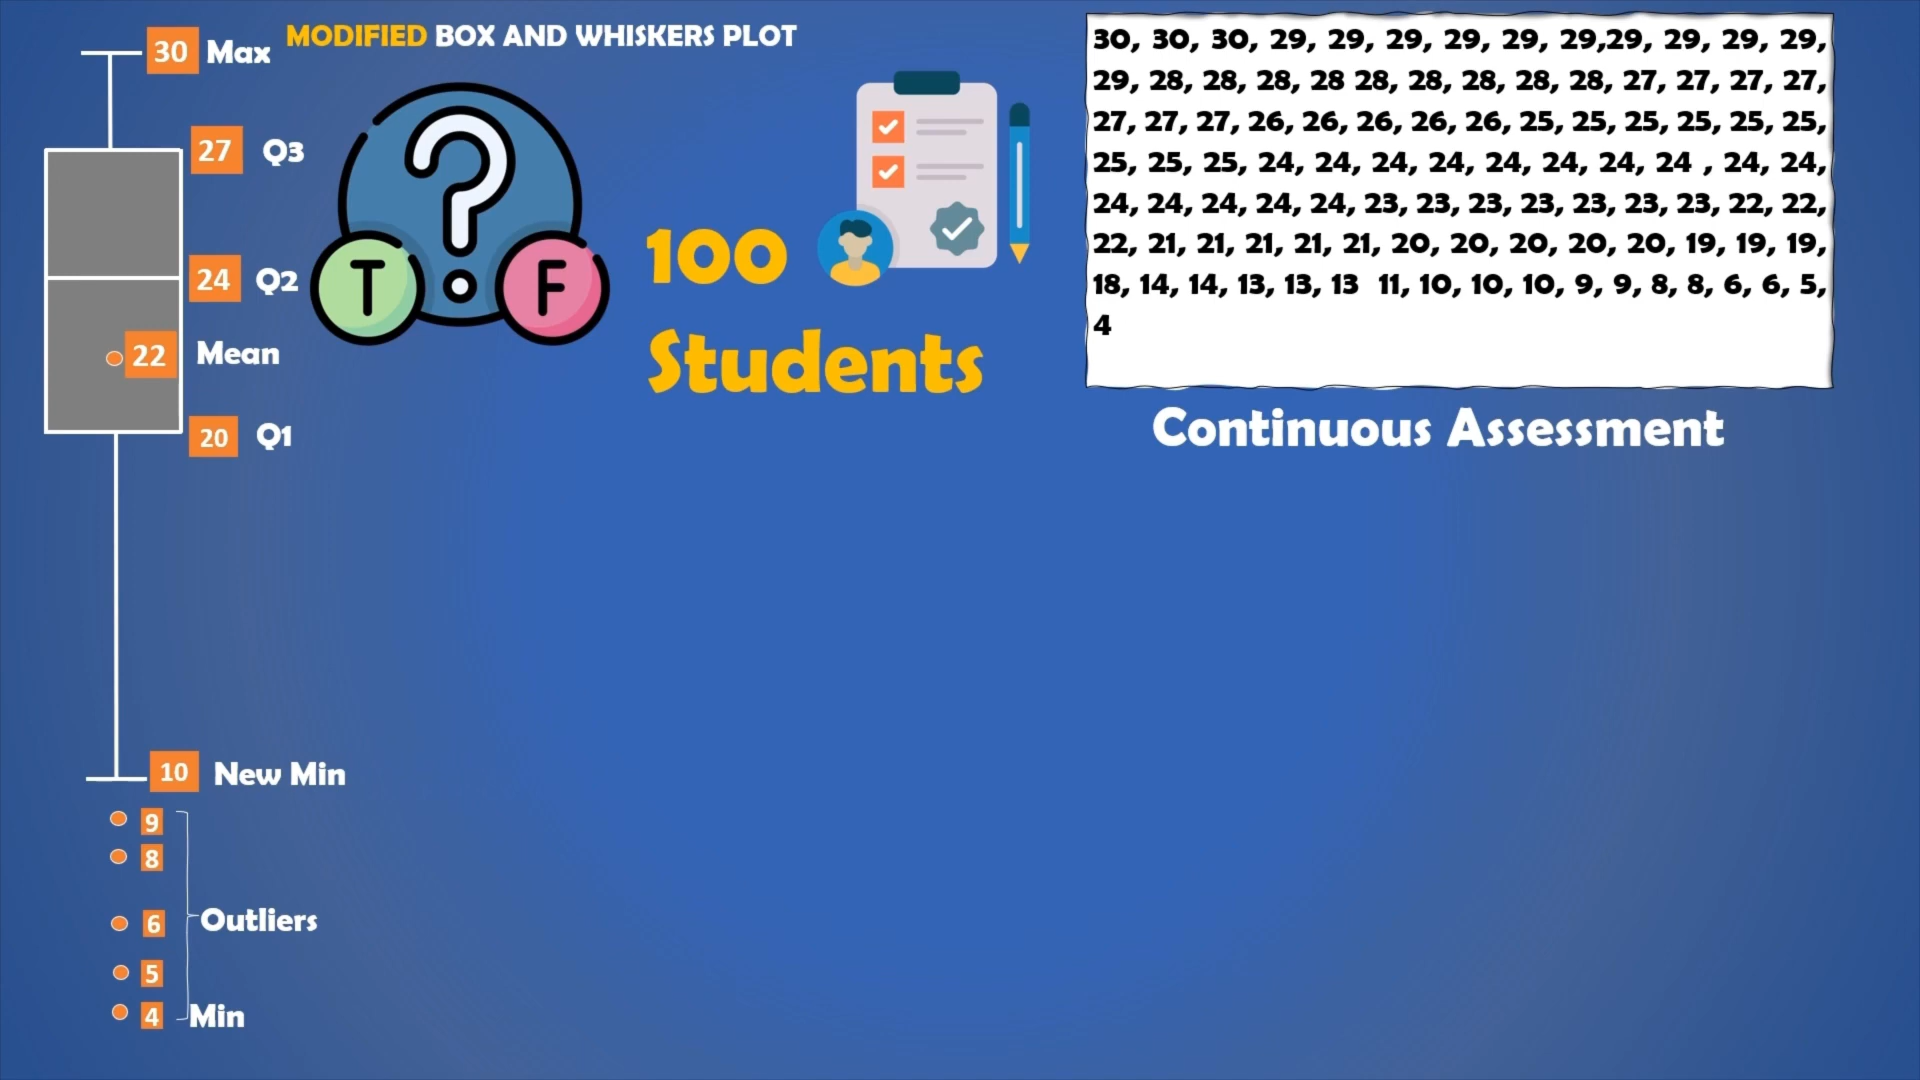 MODIFIED BOX AND WHISKERS PLOT
30 Max
27 Q3
24 Q2
22 Mean
20 Q1
10 New Min
9
8
6
Outliers
5
4 Min
T
F
100
Students
30, 30, 30, 29, 29, 29, 29, 29, 29,29, 29, 29, 29,
29, 28, 28, 28, 28 28, 28, 28, 28, 28, 27, 27, 27, 27,
27, 27, 27, 26, 26, 26, 26, 26, 25, 25, 25, 25, 25, 25,
25, 25, 25, 24, 24, 24, 24, 24, 24, 24, 24 , 24, 24,
24, 24, 24, 24, 24, 23, 23, 23, 23, 23, 23, 23, 22, 22,
22, 21, 21, 21, 21, 21, 20, 20, 20, 20, 20, 19, 19, 19,
18, 14, 14, 13, 13, 13 11, 10, 10, 10, 9, 9, 8, 8, 6, 6, 5,
4
Continuous Assessment